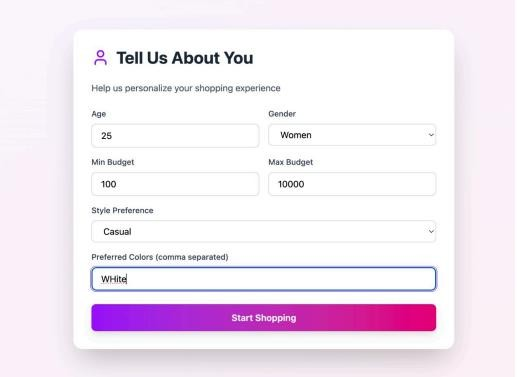 Tell Us About You
Help us personalize your shopping experience
Age Gender
25 Women
Min Budget Max Budget
100 10000
Style Preference
Casual
Preferred Colors (comma separated)
WHite
Start Shopping